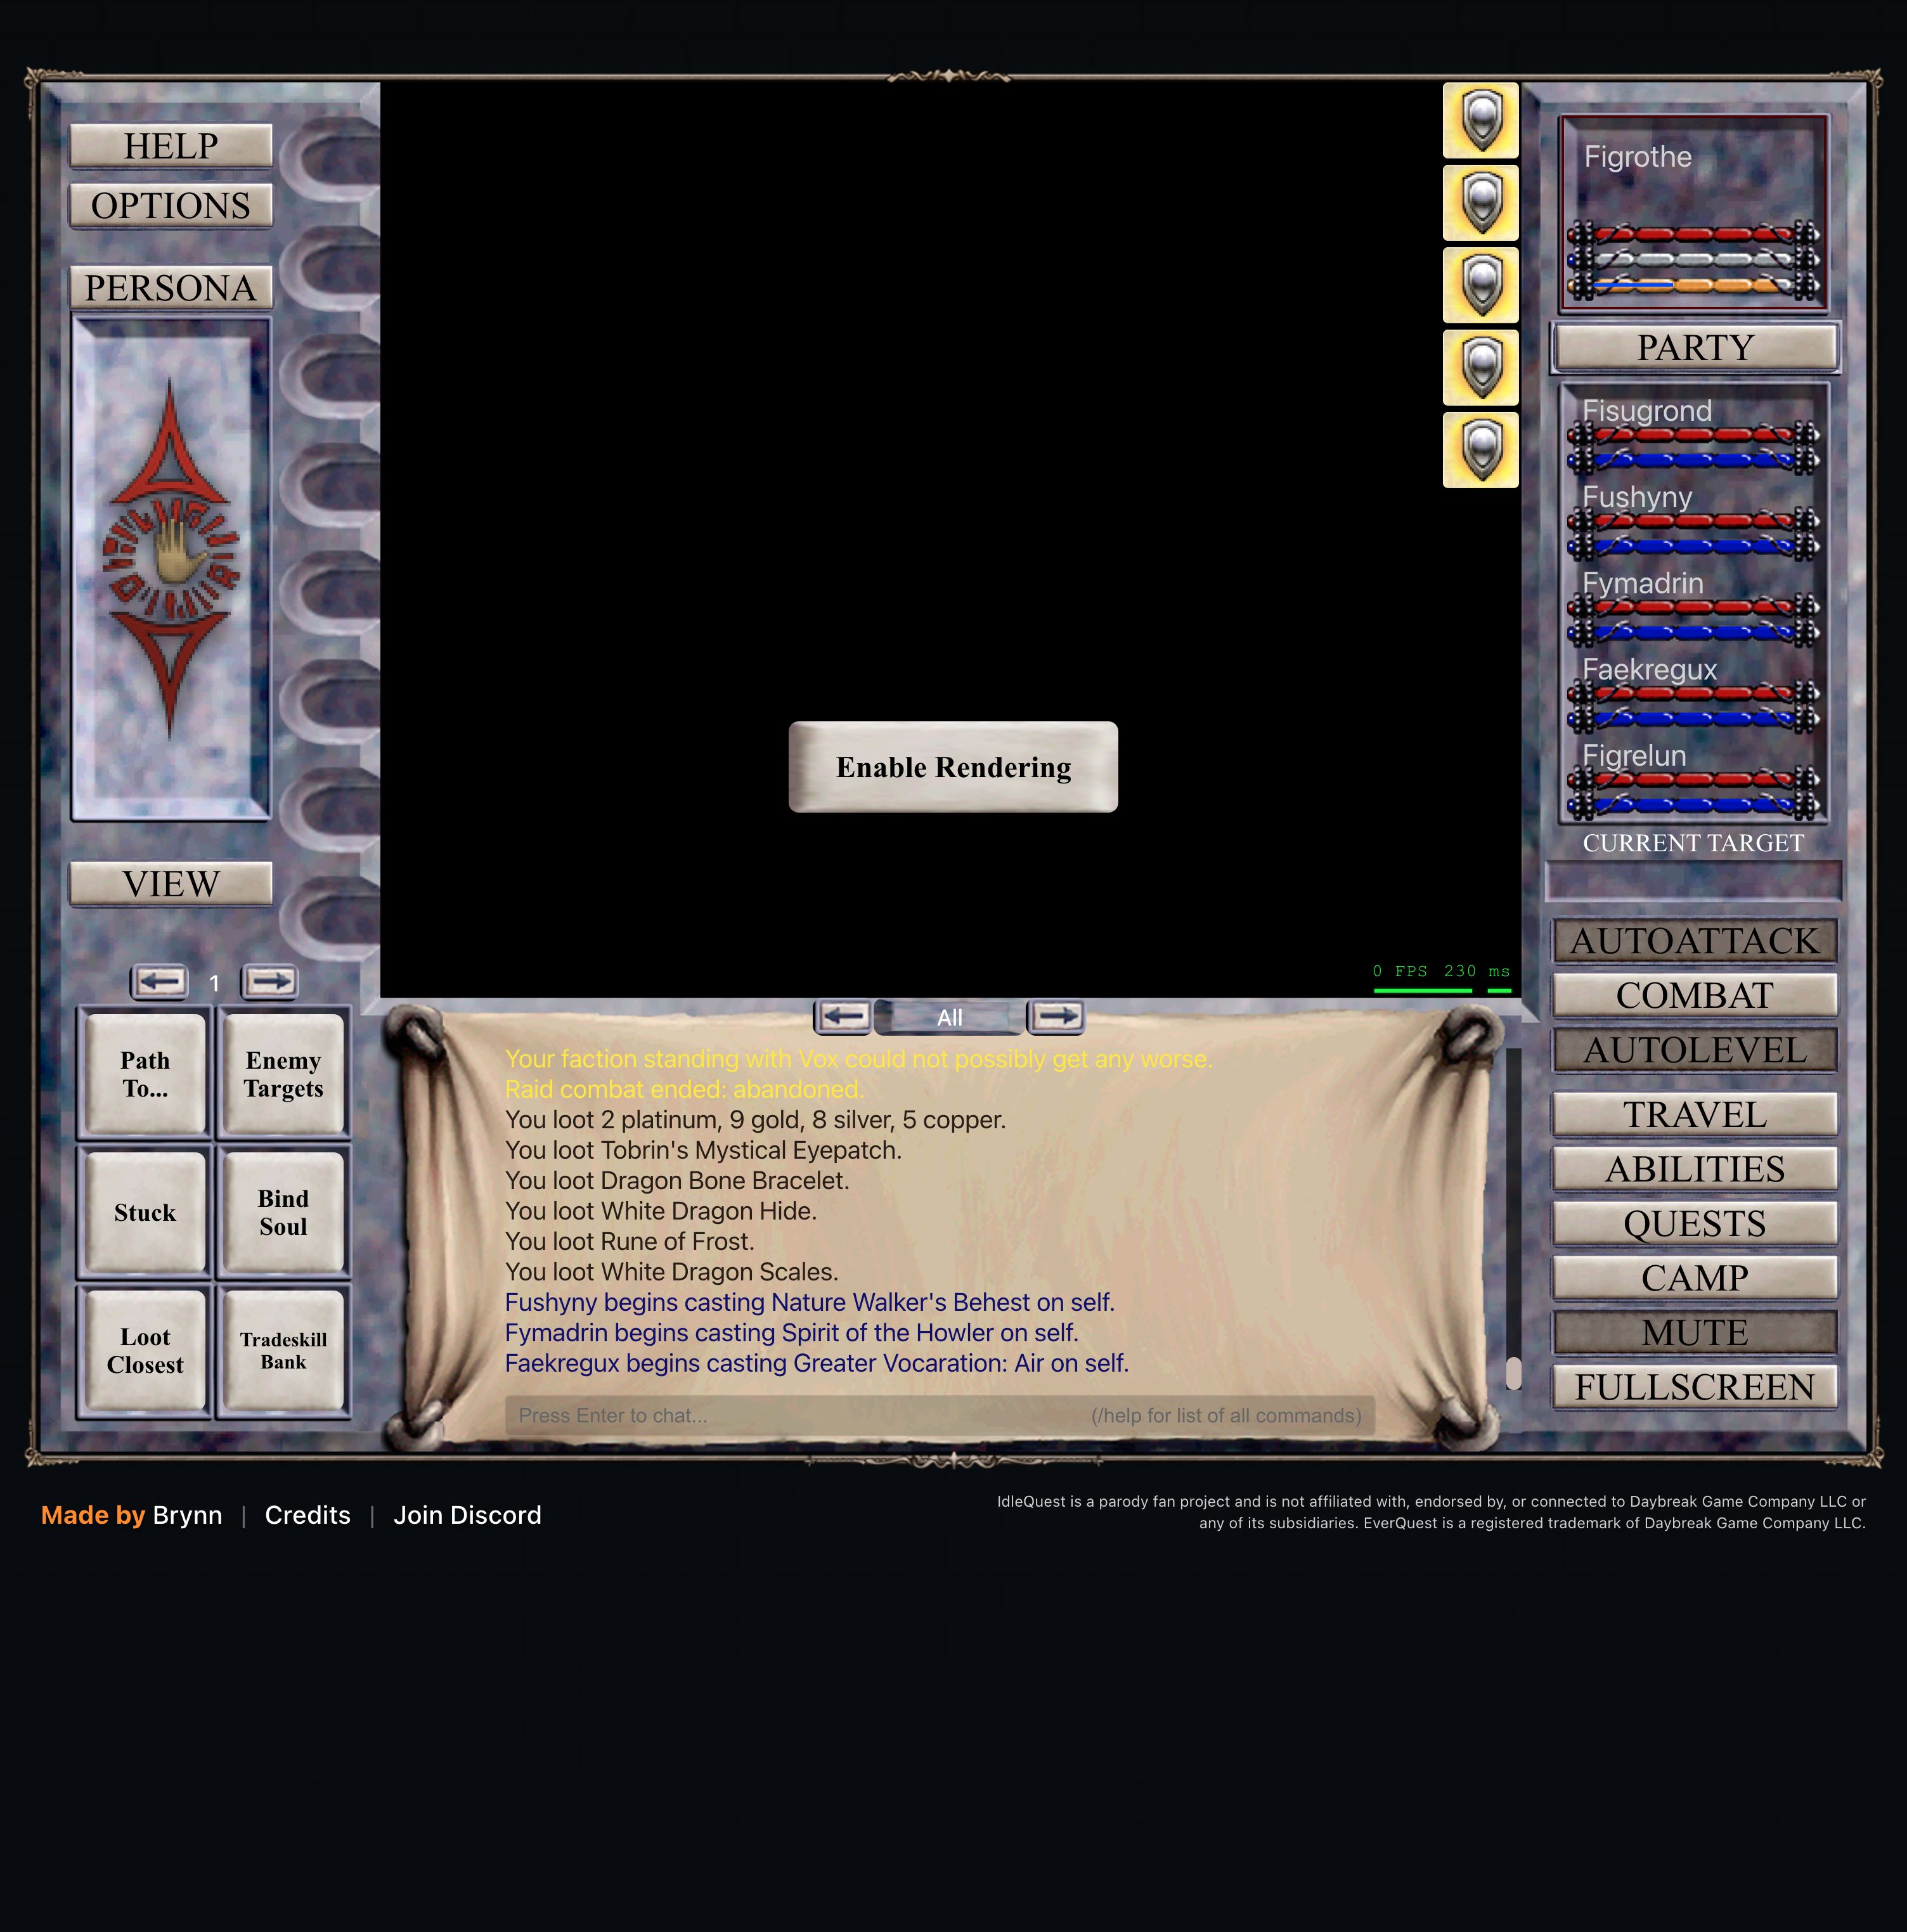 HELP
OPTIONS
PERSONA
VIEW
1
Path
To...
Enemy
Targets
Stuck
Bind
Soul
Loot
Closest
Tradeskill
Bank
Enable Rendering
0 FPS 230 ms
All
Your faction standing with Vox could not possibly get any worse.
Raid combat ended: abandoned.
You loot 2 platinum, 9 gold, 8 silver, 5 copper.
You loot Tobrin's Mystical Eyepatch.
You loot Dragon Bone Bracelet.
You loot White Dragon Hide.
You loot Rune of Frost.
You loot White Dragon Scales.
Fushyny begins casting Nature Walker's Behest on self.
Fymadrin begins casting Spirit of the Howler on self.
Faekregux begins casting Greater Vocaration: Air on self.
Press Enter to chat... (/help for list of all commands)
Figrothe
PARTY
Fisugrond
Fushyny
Fymadrin
Faekregux
Figrelun
CURRENT TARGET
AUTOATTACK
COMBAT
AUTOLEVEL
TRAVEL
ABILITIES
QUESTS
CAMP
MUTE
FULLSCREEN
Made by Brynn | Credits | Join Discord
IdleQuest is a parody fan project and is not affiliated with, endorsed by, or connected to Daybreak Game Company LLC or
any of its subsidiaries. EverQuest is a registered trademark of Daybreak Game Company LLC.